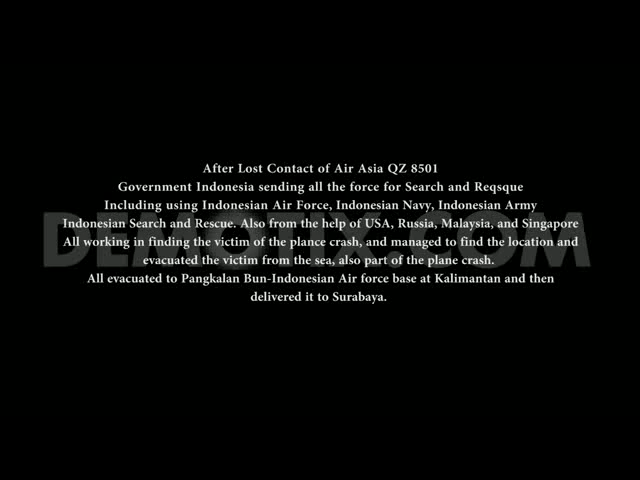 After Lost Contact of Air Asia QZ 8501
Government Indonesia sending all the force for Search and Reqsque
Including using Indonesian Air Force, Indonesian Navy, Indonesian Army
Indonesian Search and Rescue. Also from the help of USA, Russia, Malaysia, and Singapore
All working in finding the victim of the plance crash, and managed to find the location and
evacuated the victim from the sea, also part of the plane crash.
All evacuated to Pangkalan Bun-Indonesian Air force base at Kalimantan and then
delivered it to Surabaya.
DEMOTIX.COM